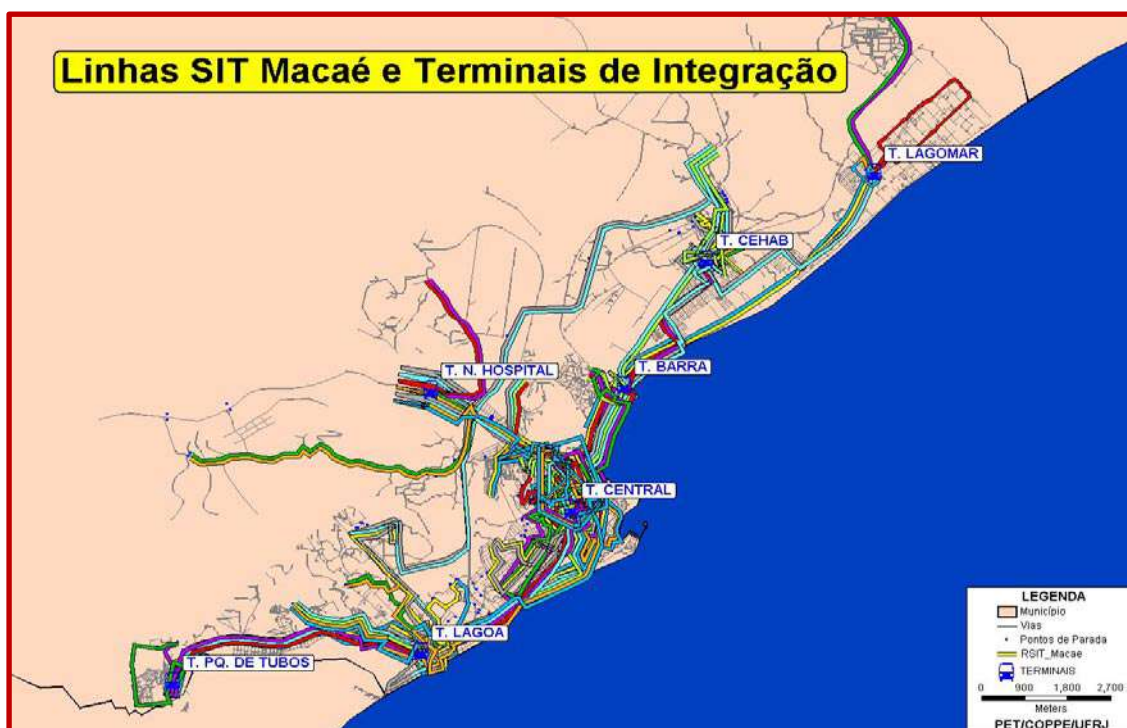 Linhas SIT Macaé e Terminais de Integração
T. LAGOMAR
T. CEHAB
T. BARRA
T. N. HOSPITAL
T. CENTRAL
T. LAGOA
T. PQ. DE TUBOS
LEGENDA
Município
Vias
Pontos de Parada
RSIT_Macae
TERMINAIS
0 900 1,800 2,700
Meters
PET/COPPE/UFRJ